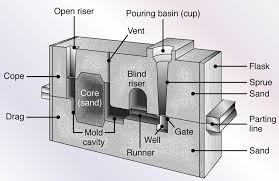 Open riser
Vent
Pouring basin (cup)
Cope
Core
(sand)
Blind
riser
Flask
Sprue
Sand
Drag
Mold
cavity
Well
Gate
Runner
Parting
line
Sand